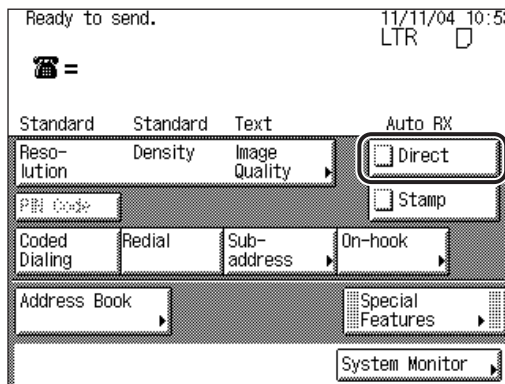 Ready to send.
11/11/04 10:53
LTR
=
Standard Standard Text Auto RX
Reso-
lution
Density
Image
Quality
Direct
PIN Code
Stamp
Coded
Dialing
Redial
Sub-
address
On-hook
Address Book
Special
Features
System Monitor